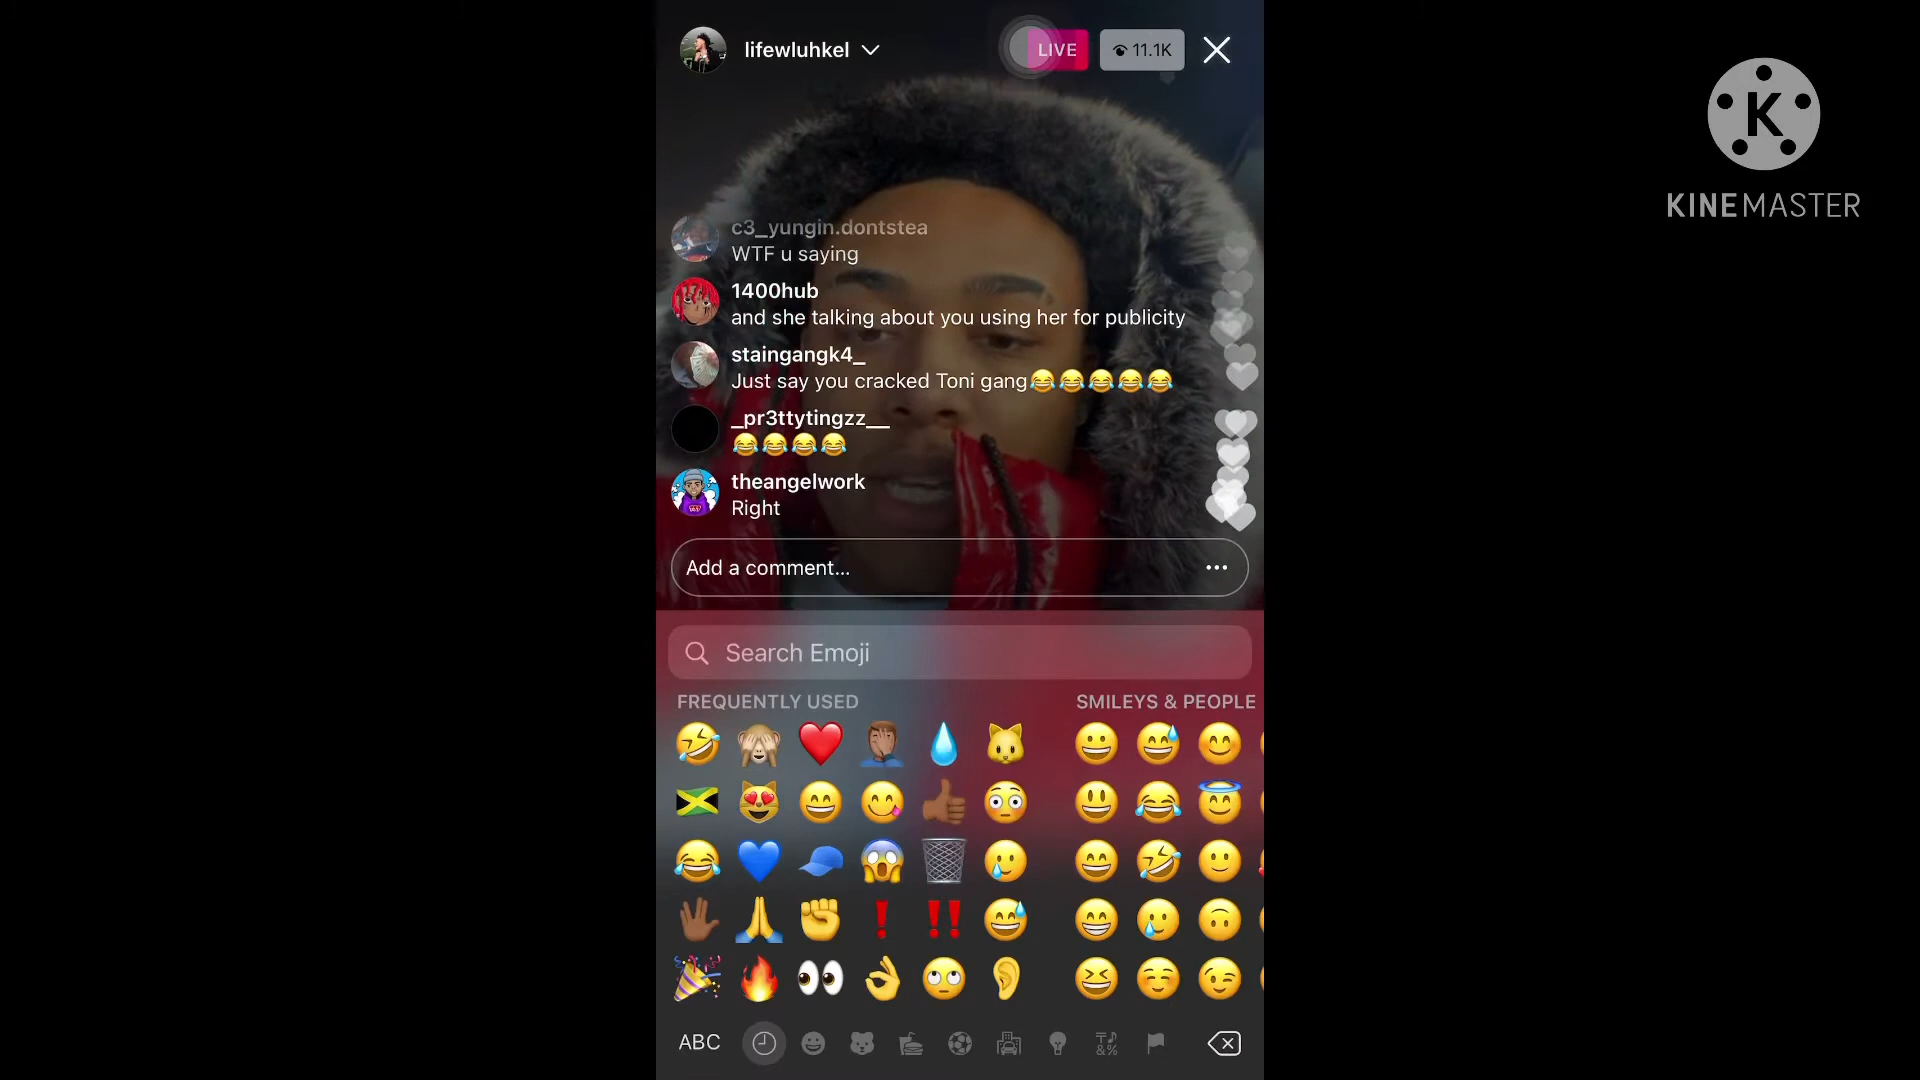 lifewluhkel
LIVE
11.1K
KINEMASTER
c3_yungin.dontstea
WTF u saying
1400hub
and she talking about you using her for publicity
staingangk4_
Just say you cracked Toni gang😂😂😂😂😂
_pr3ttytingzz__
😂😂😂😂
theangelwork
Right
Add a comment...
Search Emoji
FREQUENTLY USED
SMILEYS & PEOPLE
ABC